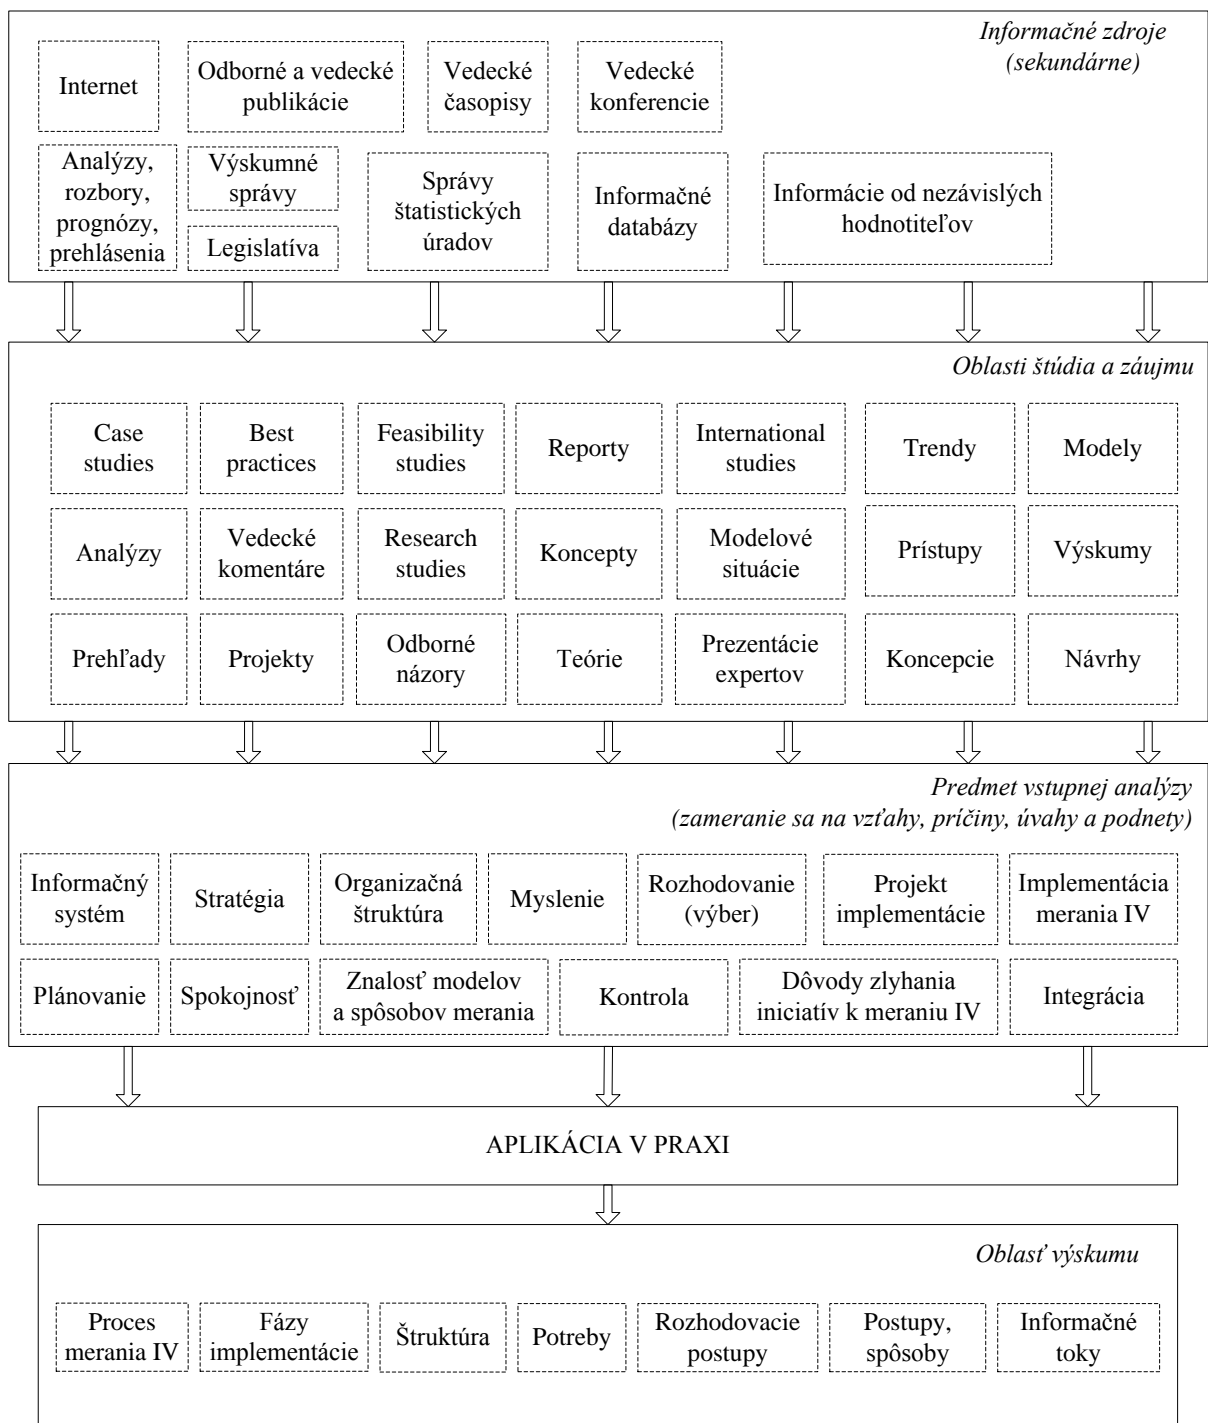 Informačné zdroje
(sekundárne)
Internet
Odborné a vedecké
publikácie
Vedecké
časopisy
Vedecké
konferencie
Analýzy,
rozbory,
prognózy,
prehlásenia
Výskumné
správy
Legislatíva
Správy
štatistických
úradov
Informačné
databázy
Informácie od nezávislých
hodnotiteľov
Oblasti štúdia a záujmu
Case
studies
Best
practices
Feasibility
studies
Reporty
International
studies
Trendy
Modely
Analýzy
Vedecké
komentáre
Research
studies
Koncepty
Modelové
situácie
Prístupy
Výskumy
Prehľady
Projekty
Odborné
názory
Teórie
Prezentácie
expertov
Koncepcie
Návrhy
Predmet vstupnej analýzy
(zameranie sa na vzťahy, príčiny, úvahy a podnety)
Informačný
systém
Stratégia
Organizačná
štruktúra
Myslenie
Rozhodovanie
(výber)
Projekt
implementácie
Implementácia
merania IV
Plánovanie
Spokojnosť
Znalosť modelov
a spôsobov merania
Kontrola
Dôvody zlyhania
iniciatív k meraniu IV
Integrácia
APLIKÁCIA V PRAXI
Oblasť výskumu
Proces
merania IV
Fázy
implementácie
Štruktúra
Potreby
Rozhodovacie
postupy
Postupy,
spôsoby
Informačné
toky